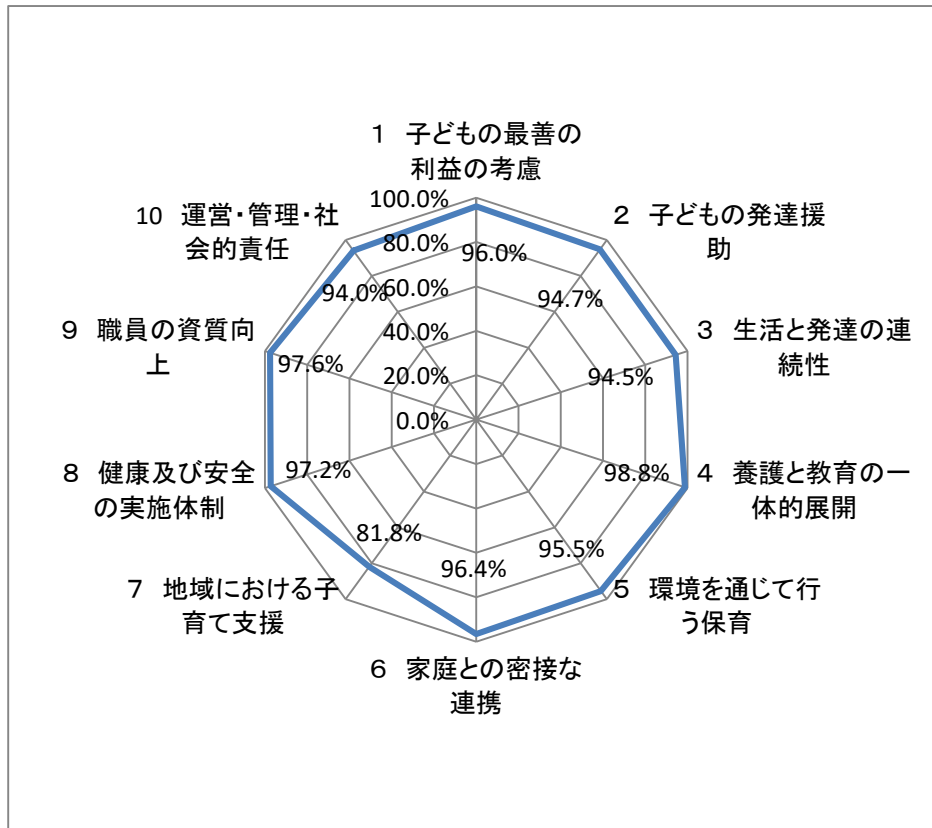 1 子どもの最善の
利益の考慮
100.0%
80.0%
60.0%
40.0%
20.0%
0.0%
96.0%
2 子どもの発達援
助
94.7%
3 生活と発達の連
続性
94.5%
4 養護と教育の一
体的展開
98.8%
5 環境を通じて行
う保育
95.5%
6 家庭との密接な
連携
96.4%
7 地域における子
育て支援
81.8%
8 健康及び安全
の実施体制
97.2%
9 職員の資質向
上
97.6%
10 運営・管理・社
会的責任
94.0%